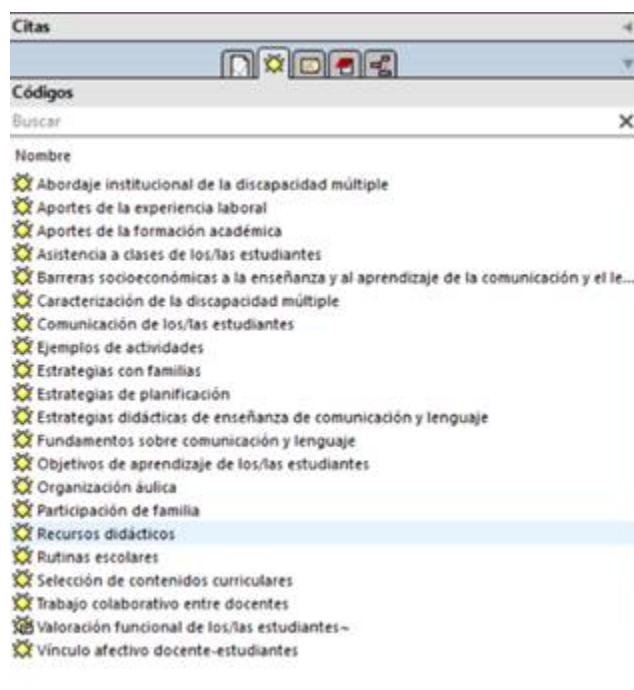 Citas
Códigos
Buscar
Nombre
Abordaje institucional de la discapacidad múltiple
Aportes de la experiencia laboral
Aportes de la formación académica
Asistencia a clases de los/las estudiantes
Barreras socioeconómicas a la enseñanza y al aprendizaje de la comunicación y el le...
Caracterización de la discapacidad múltiple
Comunicación de los/las estudiantes
Ejemplos de actividades
Estrategias con familias
Estrategias de planificación
Estrategias didácticas de enseñanza de comunicación y lenguaje
Fundamentos sobre comunicación y lenguaje
Objetivos de aprendizaje de los/las estudiantes
Organización áulica
Participación de familia
Recursos didácticos
Rutinas escolares
Selección de contenidos curriculares
Trabajo colaborativo entre docentes
Valoración funcional de los/las estudiantes~
Vínculo afectivo docente-estudiantes